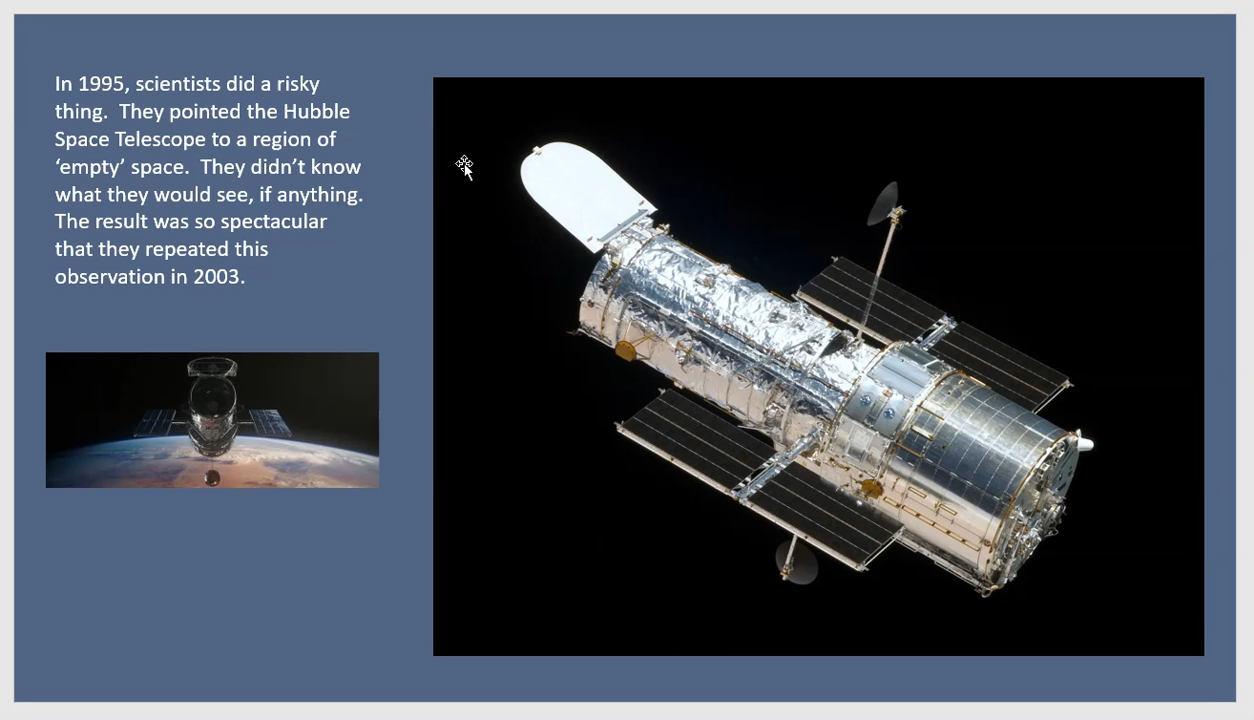 In 1995, scientists did a risky
thing.  They pointed the Hubble
Space Telescope to a region of
‘empty’ space.  They didn’t know
what they would see, if anything.
The result was so spectacular
that they repeated this
observation in 2003.